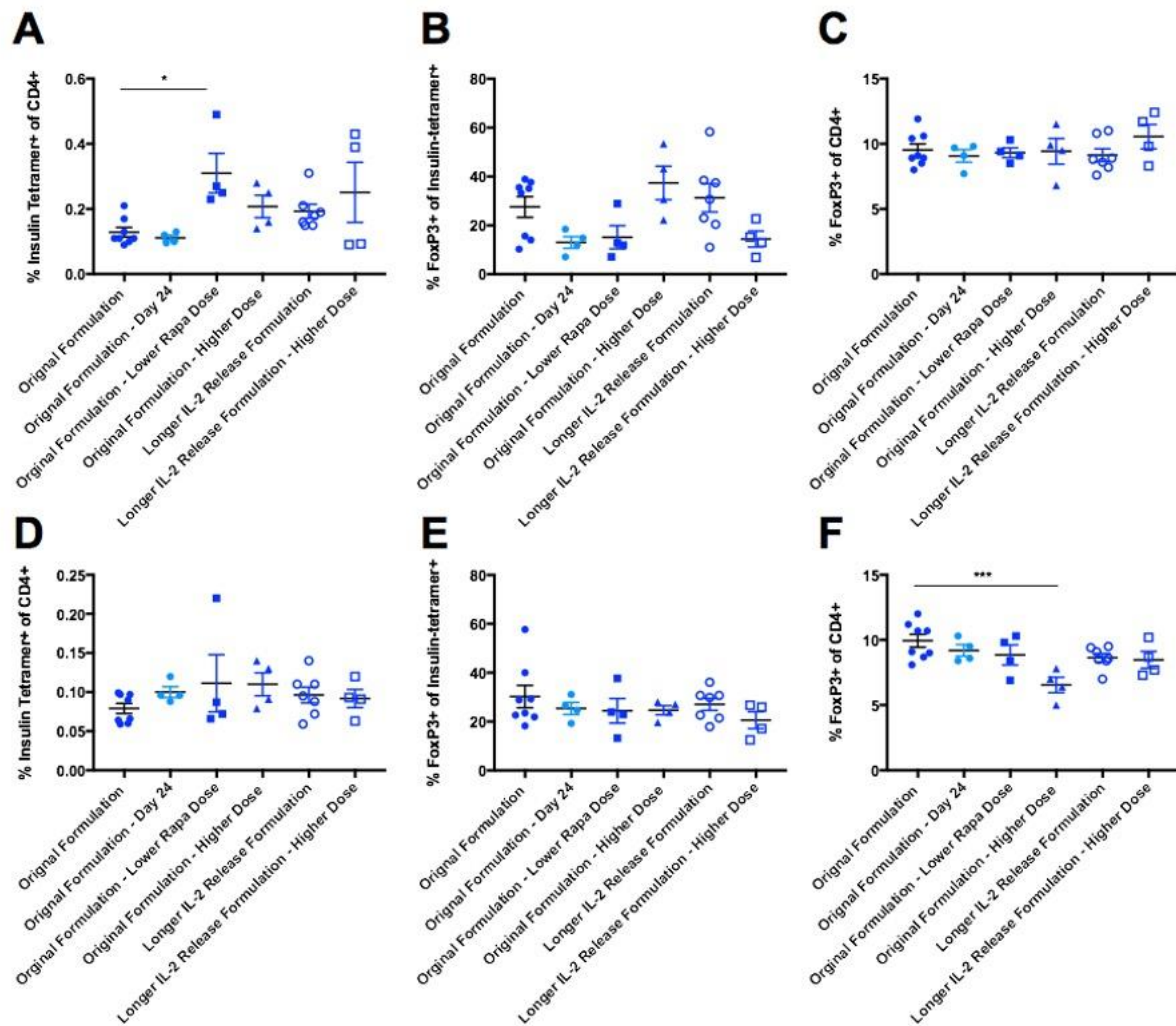 A
% Insulin Tetramer+ of CD4+
0.6
0.4
0.2
0.0
*
Orignal Formulation
Orignal Formulation - Day 24
Orginal Formulation - Lower Rapa Dose
Original Formulation - Higher Dose
Longer IL-2 Release Formulation
Longer IL-2 Release Formulation - Higher Dose
B
% FoxP3+ of Insulin-tetramer+
80
60
40
20
0
Orignal Formulation
Orignal Formulation - Day 24
Orginal Formulation - Lower Rapa Dose
Original Formulation - Higher Dose
Longer IL-2 Release Formulation
Longer IL-2 Release Formulation - Higher Dose
C
% FoxP3+ of CD4+
15
10
5
0
Orignal Formulation
Orignal Formulation - Day 24
Orginal Formulation - Lower Rapa Dose
Original Formulation - Higher Dose
Longer IL-2 Release Formulation
Longer IL-2 Release Formulation - Higher Dose
D
% Insulin Tetramer+ of CD4+
0.25
0.20
0.15
0.10
0.05
0.00
Orignal Formulation
Orignal Formulation - Day 24
Orginal Formulation - Lower Rapa Dose
Original Formulation - Higher Dose
Longer IL-2 Release Formulation
Longer IL-2 Release Formulation - Higher Dose
E
% FoxP3+ of Insulin-tetramer+
80
60
40
20
0
Orignal Formulation
Orignal Formulation - Day 24
Orginal Formulation - Lower Rapa Dose
Original Formulation - Higher Dose
Longer IL-2 Release Formulation
Longer IL-2 Release Formulation - Higher Dose
F
% FoxP3+ of CD4+
15
10
5
0
***
Orignal Formulation
Orignal Formulation - Day 24
Orginal Formulation - Lower Rapa Dose
Original Formulation - Higher Dose
Longer IL-2 Release Formulation
Longer IL-2 Release Formulation - Higher Dose